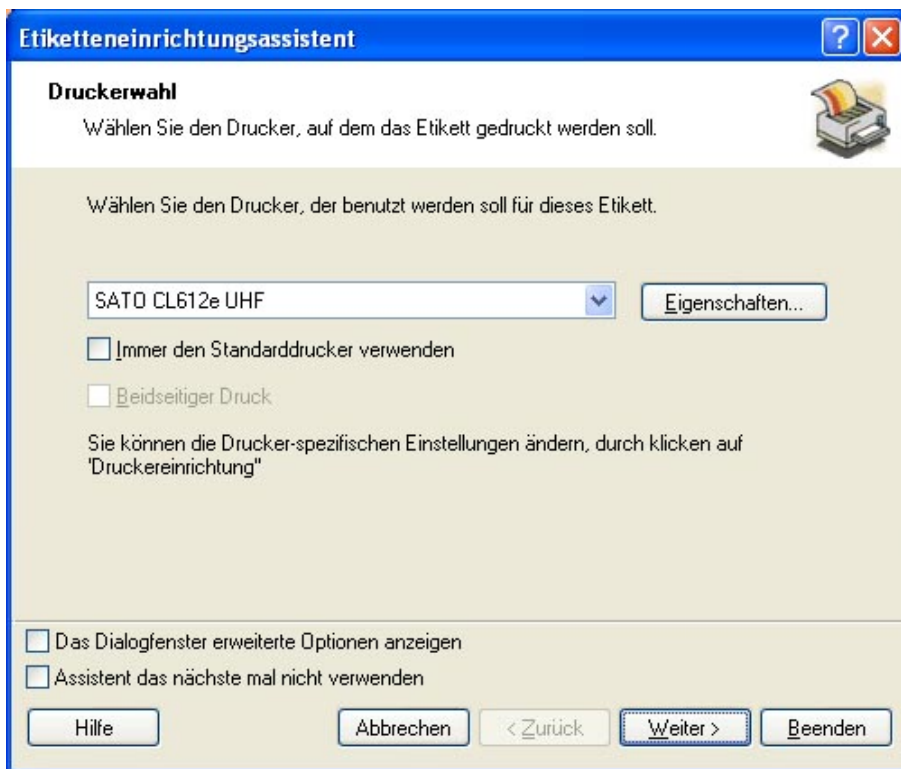 Etiketteneinrichtungsassistent
Druckerwahl
Wählen Sie den Drucker, auf dem das Etikett gedruckt werden soll.
Wählen Sie den Drucker, der benutzt werden soll für dieses Etikett.
SATO CL612e UHF
Eigenschaften...
Immer den Standarddrucker verwenden
Beidseitiger Druck
Sie können die Drucker-spezifischen Einstellungen ändern, durch klicken auf
'Druckereinrichtung"
Das Dialogfenster erweiterte Optionen anzeigen
Assistent das nächste mal nicht verwenden
Hilfe Abbrechen < Zurück Weiter > Beenden